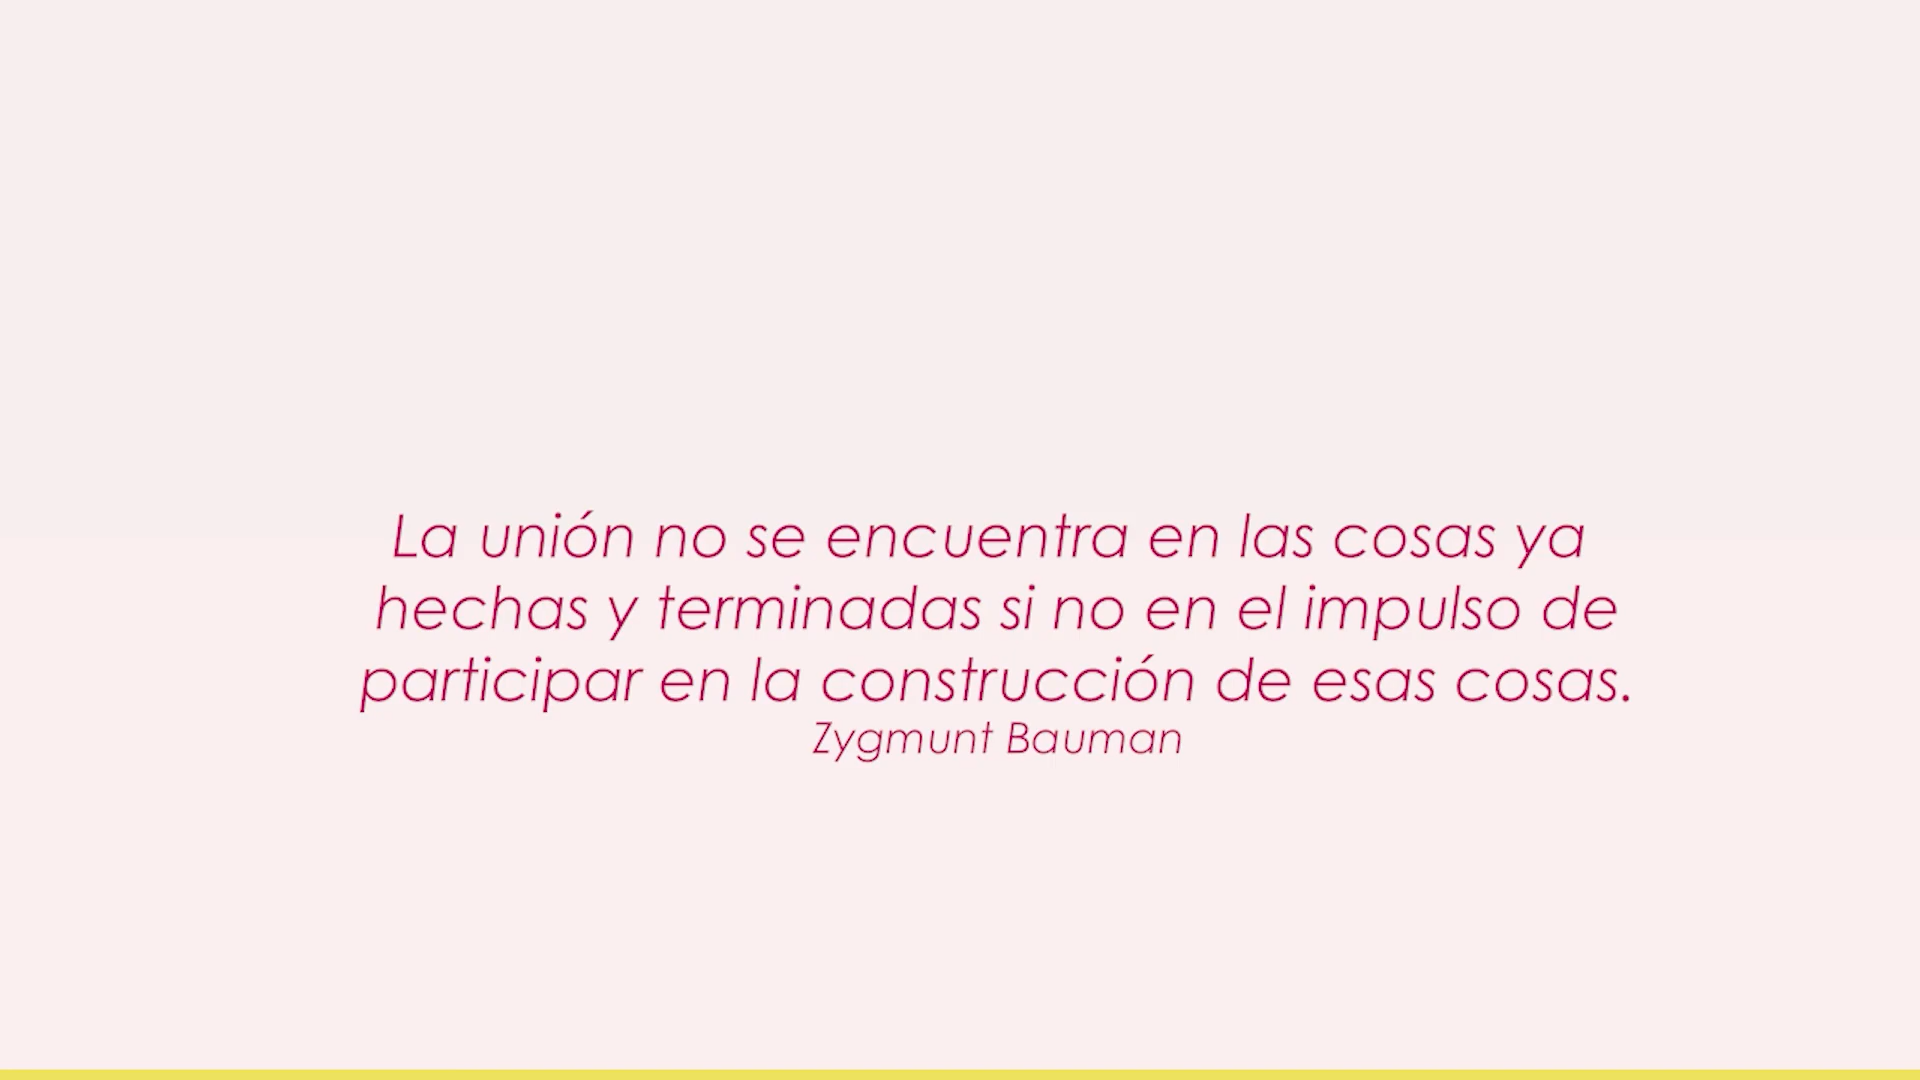 La unión no se encuentra en las cosas ya
hechas y terminadas si no en el impulso de
participar en la construcción de esas cosas.
Zygmunt Bauman